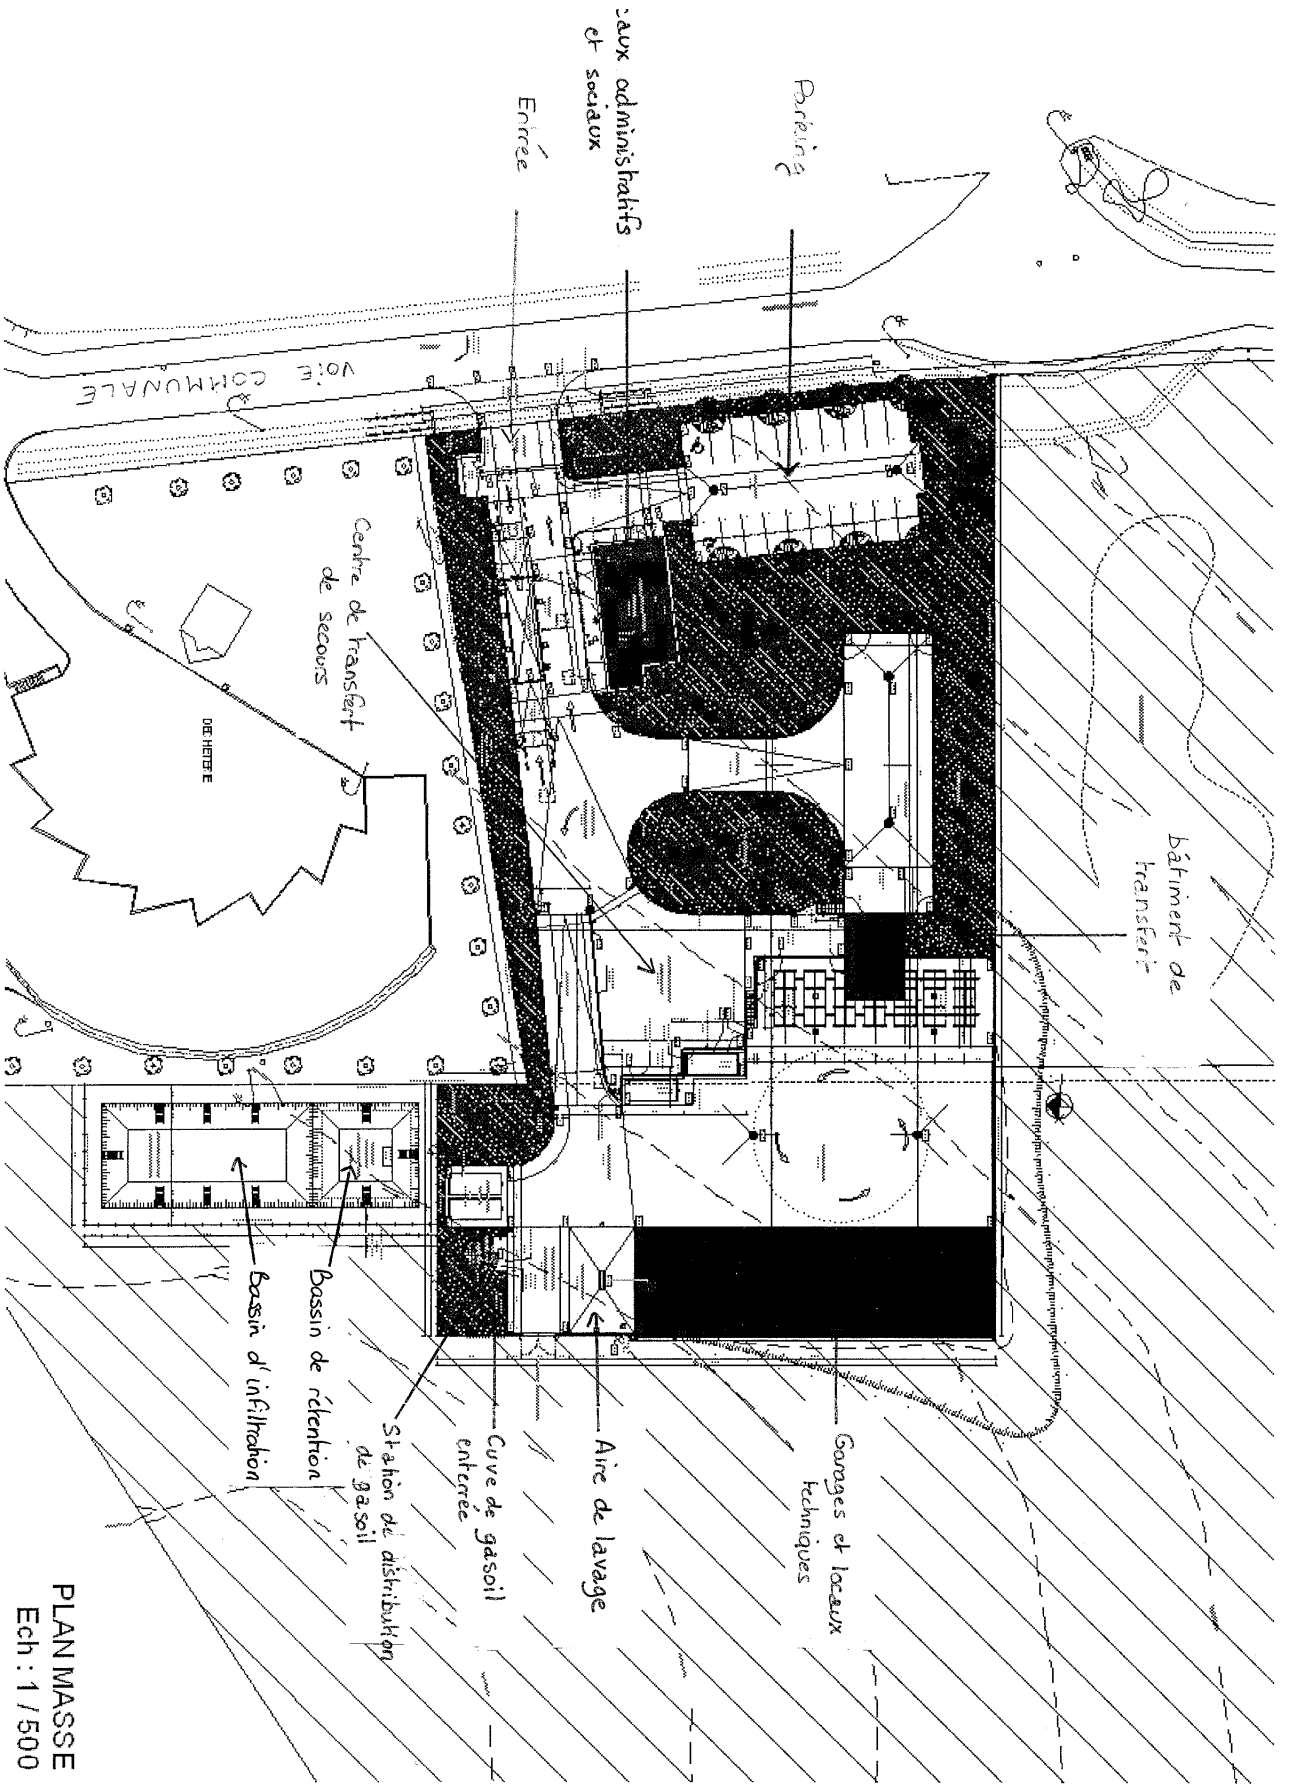 caux administratifs
et sociaux
Parking
Entrée
VOIE COMMUNALE
Centre de transfert
de secours
DECHETERIE
bâtiment de
transfert
Garages et locaux
techniques
Aire de lavage
Cuve de gasoil
enterrée
Station de distribution
de gasoil
Bassin de rétention
Bassin d'infiltration
PLAN MASSE
Ech : 1 / 500